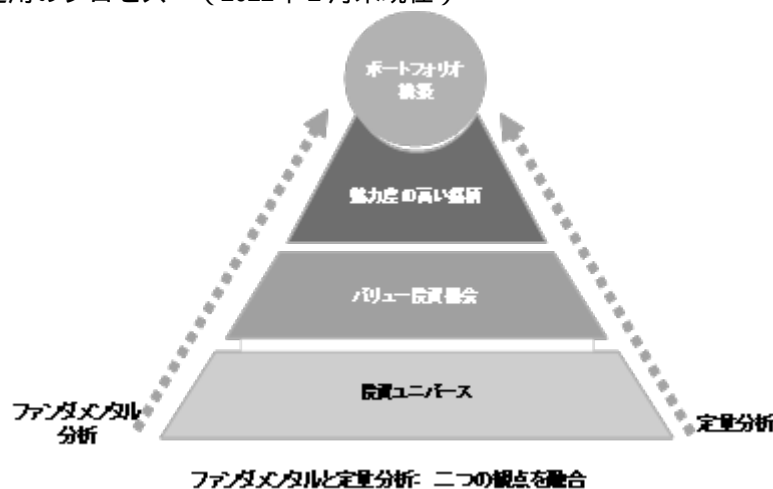 運用のプロセス (2022年2月末現在)
ポートフォリオ
構築
魅力度の高い銘柄
バリュー投資機会
投資ユニバース
ファンダメンタル
分析
定量分析
ファンダメンタルと定量分析: 二つの観点を融合